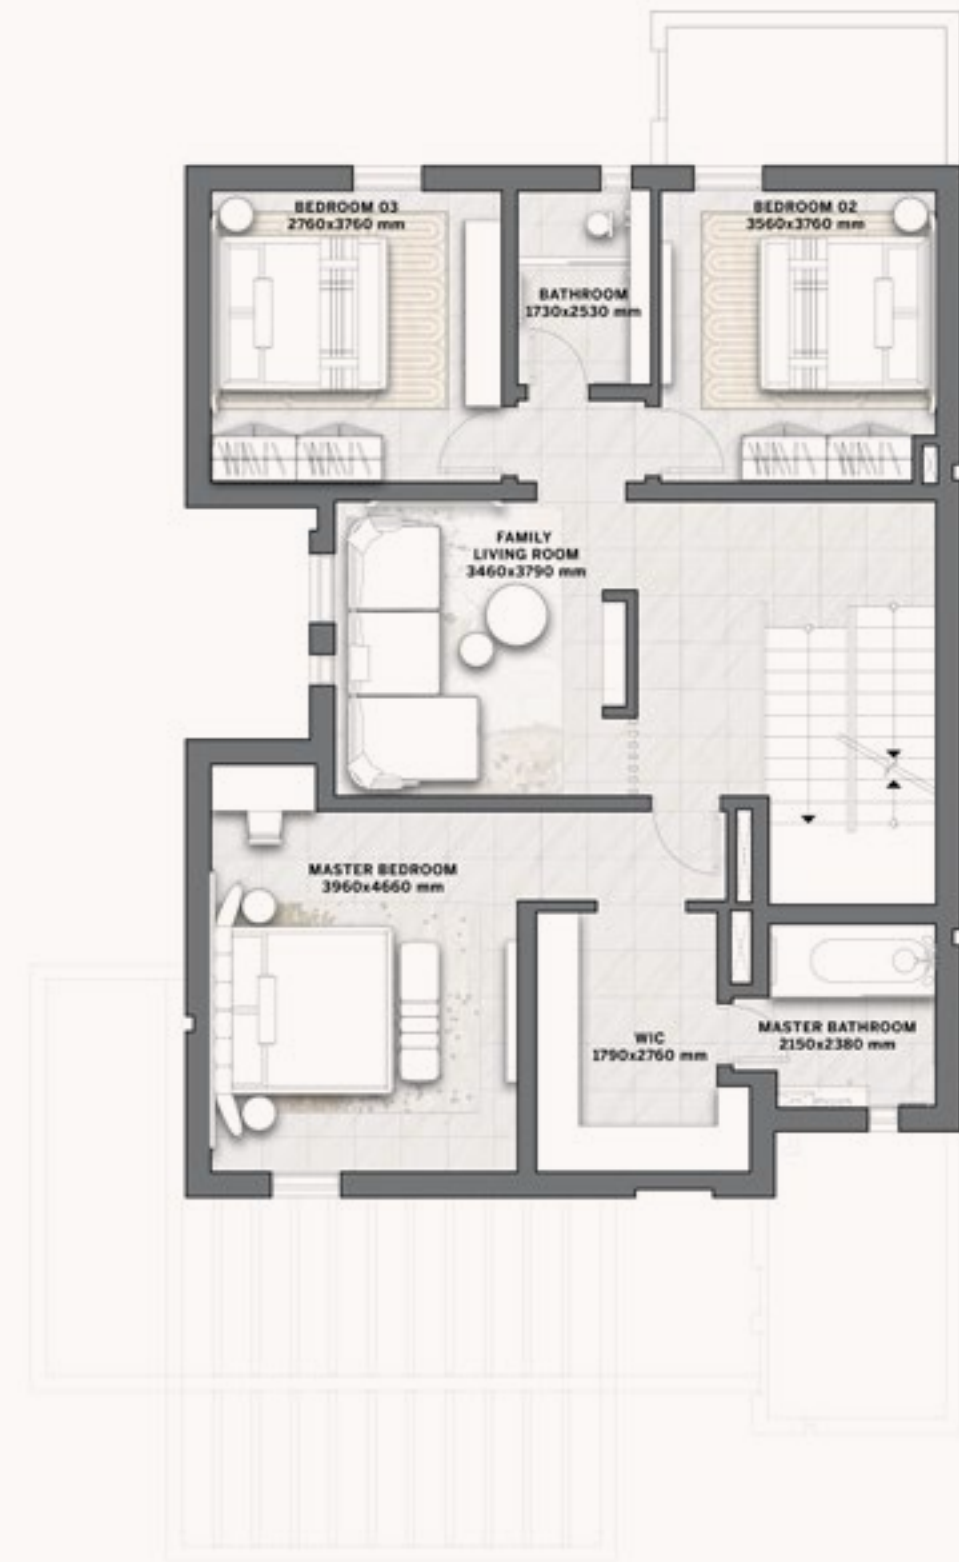 BEDROOM 03
2760x3760 mm
BEDROOM 02
3560x3760 mm
BATHROOM
1730x2530 mm
FAMILY
LIVING ROOM
3460x3790 mm
MASTER BEDROOM
3960x4660 mm
WIC
1790x2760 mm
MASTER BATHROOM
2150x2380 mm